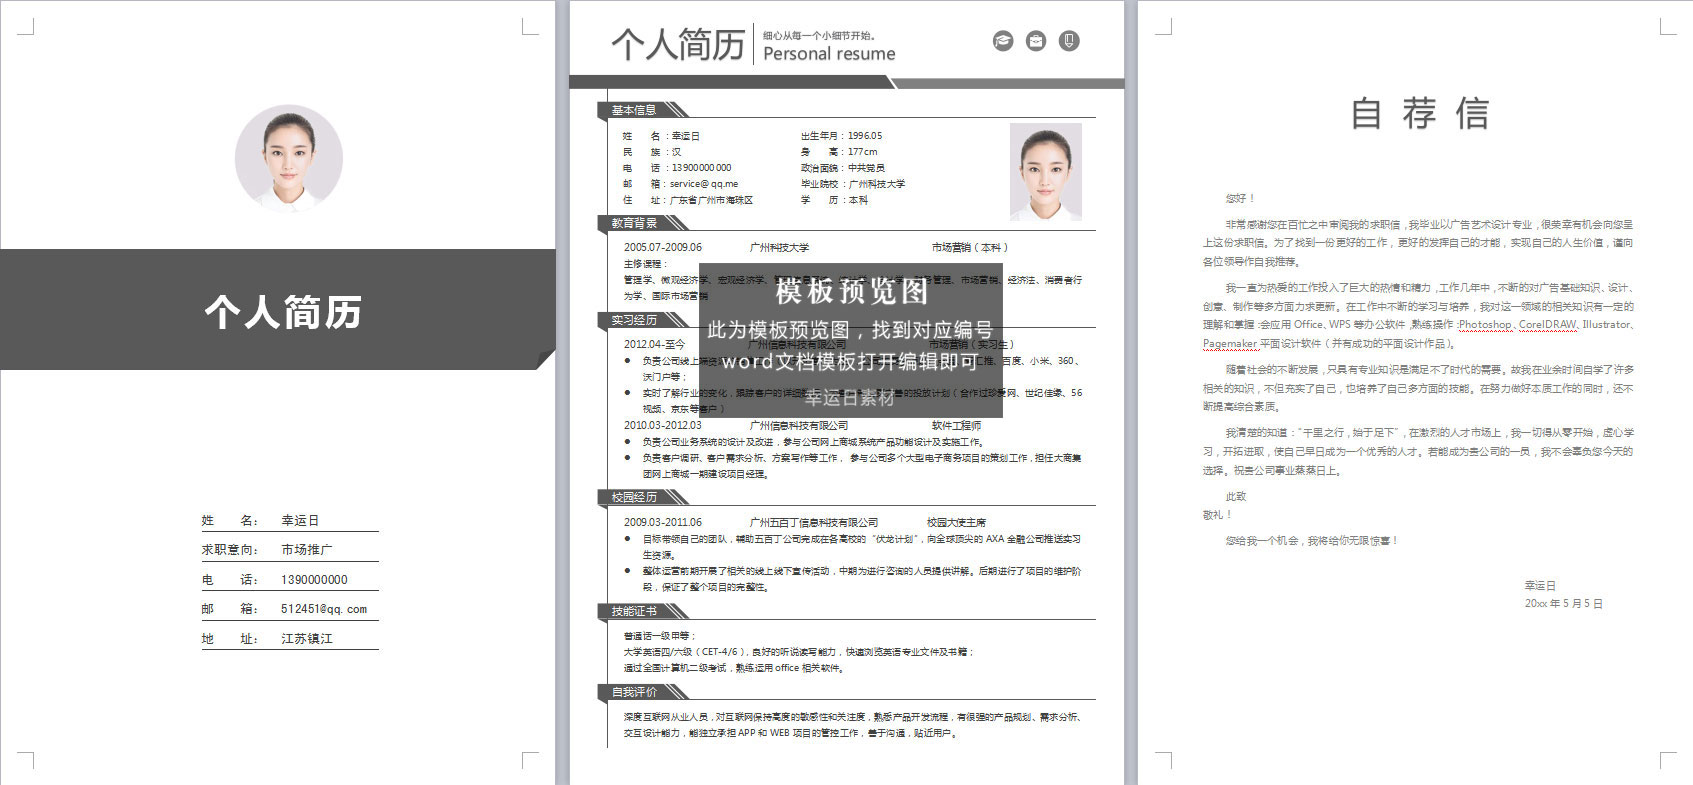 个人简历
姓 名： 幸运日
求职意向： 市场推广
电 话： 1390000000
邮 箱： 512451@qq.com
地 址： 江苏镇江
个人简历
细心从每一个小细节开始。
Personal resume
基本信息
姓 名：幸运日 出生年月：1996.05
民 族：汉 身 高：177cm
电 话：13900000000 政治面貌：中共党员
邮 箱：service@qq.me 毕业院校：广州科技大学
住 址：广东省广州市海珠区 学 历：本科
教育背景
2005.07-2009.06 广州科技大学 市场营销（本科）
主修课程：
管理学、微观经济学、宏观经济学、 管理、市场营销、经济法、消费者行
为学、国际市场营销
模板预览图
此为模板预览图，找到对应编号
word文档模板打开编辑即可
幸运日素材
实习经历
2012.04-至今 广州信息科技有限公司 市场营销（实习生）
负责公司线上 汇推、百度、小米、360、
沃门户等；
实时了解行业的变化，跟踪客户的详细 的投放计划（合作过珍爱网、世纪佳缘、56
视频、京东等客户）
2010.03-2012.03 广州信息科技有限公司 软件工程师
负责公司业务系统的设计及改进，参与公司网上商城系统产品功能设计及实施工作。
负责客户调研、客户需求分析、方案写作等工作， 参与公司多个大型电子商务项目的策划工作，担任大商集
团网上商城一期建设项目经理。
校园经历
2009.03-2011.06 广州五百丁信息科技有限公司 校园大使主席
目标带领自己的团队，辅助五百丁公司完成在各高校的“伏龙计划”，向全球顶尖的 AXA 金融公司推送实习
生资源。
整体运营前期开展了相关的线上线下宣传活动，中期为进行咨询的人员提供讲解。后期进行了项目的维护阶
段，保证了整个项目的完整性。
技能证书
普通话一级甲等；
大学英语四/六级（CET-4/6），良好的听说读写能力，快速浏览英语专业文件及书籍；
通过全国计算机二级考试，熟练运用 office 相关软件。
自我评价
深度互联网从业人员，对互联网保持高度的敏感性和关注度，熟悉产品开发流程，有很强的产品规划、需求分析、
交互设计能力，能独立承担 APP 和 WEB 项目的管控工作，善于沟通，贴近用户。
自荐信
您好！
非常感谢您在百忙之中审阅我的求职信，我毕业以广告艺术设计专业，很荣幸有机会向您呈
上这份求职信。为了找到一份更好的工作，更好的发挥自己的才能，实现自己的人生价值，谨向
各位领导作自我推荐。
我一直为热爱的工作投入了巨大的热情和精力，工作几年中，不断的对广告基础知识、设计、
创意、制作等多方面力求更新。在工作中不断的学习与培养，我对这一领域的相关知识有一定的
理解和掌握：会应用 Office、WPS 等办公软件，熟练操作：Photoshop、CorelDRAW、Illustrator、
Pagemaker 平面设计软件（并有成功的平面设计作品）。
随着社会的不断发展，只具有专业知识是满足不了时代的需要。故我在业余时间自学了许多
相关的知识，不但充实了自己，也培养了自己多方面的技能。在努力做好本质工作的同时，还不
断提高综合素质。
我清楚的知道：“千里之行，始于足下”，在激烈的人才市场上，我一切得从零开始，虚心学
习，开拓进取，使自己早日成为一个优秀的人才。若能成为贵公司的一员，我不会辜负您今天的
选择。祝贵公司事业蒸蒸日上。
此致
敬礼！
您给我一个机会，我将给你无限惊喜！
幸运日
20xx 年 5 月 5 日